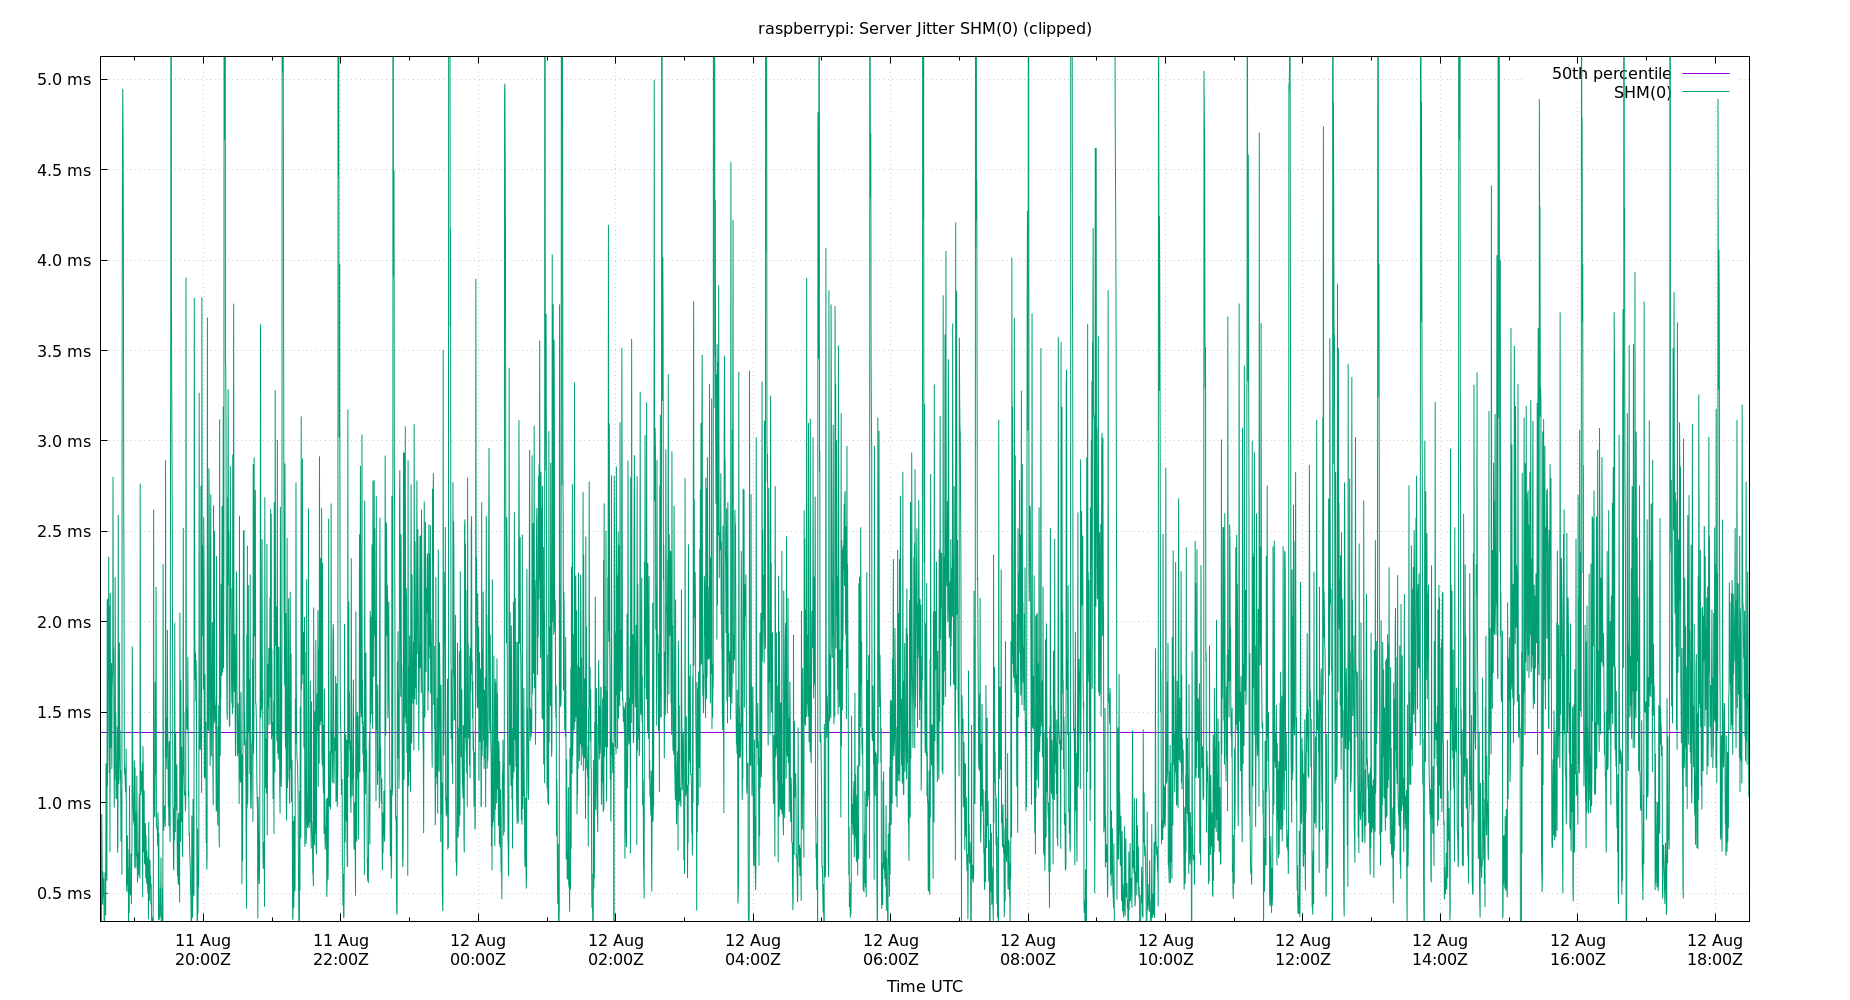 raspberrypi: Server Jitter SHM(0) (clipped)
50th percentile
SHM(0)
5.0 ms
4.5 ms
4.0 ms
3.5 ms
3.0 ms
2.5 ms
2.0 ms
1.5 ms
1.0 ms
0.5 ms
11 Aug 11 Aug 12 Aug 12 Aug 12 Aug 12 Aug 12 Aug 12 Aug 12 Aug 12 Aug 12 Aug 12 Aug
20:00Z 22:00Z 00:00Z 02:00Z 04:00Z 06:00Z 08:00Z 10:00Z 12:00Z 14:00Z 16:00Z 18:00Z
Time UTC